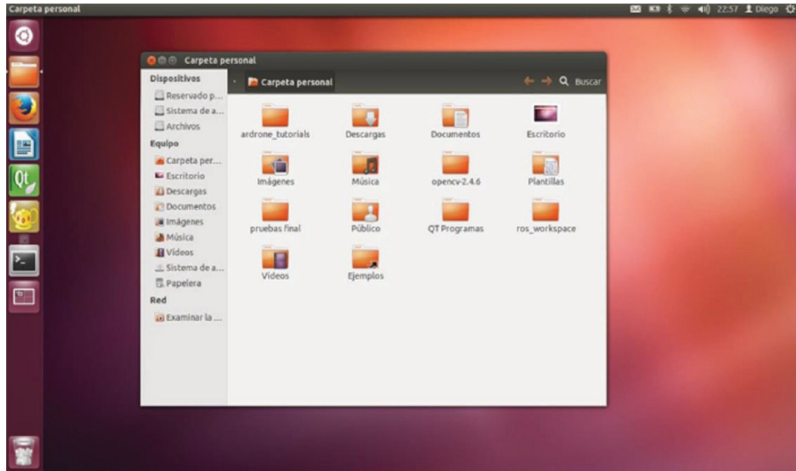 Carpeta personal
22:57 Diego
Carpeta personal
Dispositivos
Reservado p...
Sistema de a...
Archivos
Equipo
Carpeta per...
Escritorio
Descargas
Documentos
Imágenes
Música
Vídeos
Sistema de a...
Papelera
Red
Examinar la ...
Carpeta personal
Buscar
ardrone_tutorials Descargas Documentos Escritorio
Imágenes Música opencv-2.4.6 Plantillas
pruebas final Público QT Programas ros_workspace
Vídeos Ejemplos
Qt
>_